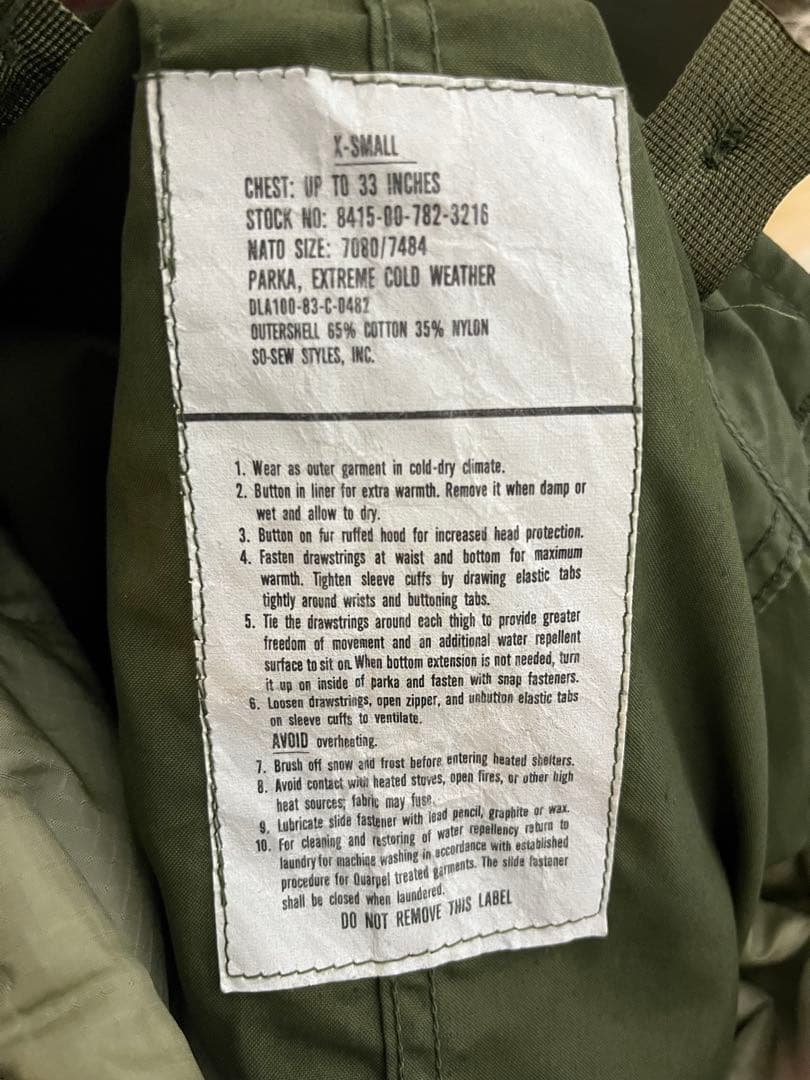 X-SMALL
CHEST: UP TO 33 INCHES
STOCK NO: 8415-00-782-3216
NATO SIZE: 7080/7484
PARKA, EXTREME COLD WEATHER
DLA100-83-C-0482
OUTERSHELL 65% COTTON 35% NYLON
SO-SEW STYLES, INC.
1. Wear as outer garment in cold-dry climate.
2. Button in liner for extra warmth. Remove it when damp or
wet and allow to dry.
3. Button on fur ruffed hood for increased head protection.
4. Fasten drawstrings at waist and bottom for maximum
warmth. Tighten sleeve cuffs by drawing elastic tabs
tightly around wrists and buttoning tabs.
5. Tie the drawstrings around each thigh to provide greater
freedom of movement and an additional water repellent
surface to sit on. When bottom extension is not needed, turn
it up on inside of parka and fasten with snap fasteners.
6. Loosen drawstrings, open zipper, and unbutton elastic tabs
on sleeve cuffs to ventilate.
AVOID overheating.
7. Brush off snow and frost before entering heated shelters.
8. Avoid contact with heated stoves, open fires, or other high
heat sources; fabric may fuse.
9. Lubricate slide fastener with lead pencil, graphite or wax.
10. For cleaning and restoring of water repellency return to
laundry for machine washing in accordance with established
procedure for Quarpel treated garments. The slide fastener
shall be closed when laundered.
DO NOT REMOVE THIS LABEL